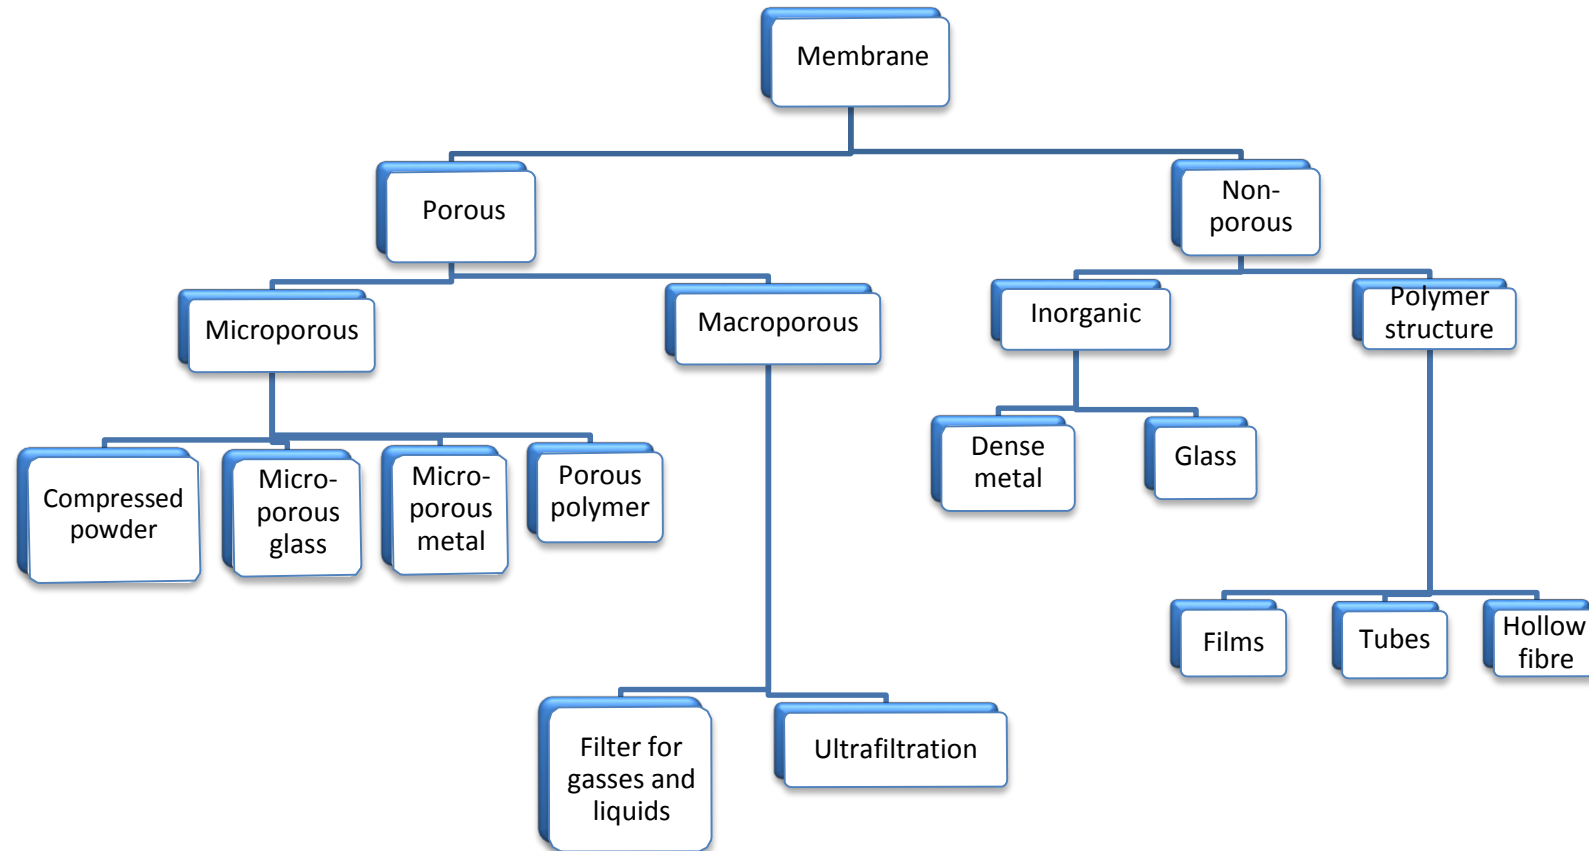 Membrane
Porous
Non-
porous
Microporous
Macroporous
Inorganic
Polymer
structure
Compressed
powder
Micro-
porous
glass
Micro-
porous
metal
Porous
polymer
Dense
metal
Glass
Films
Tubes
Hollow
fibre
Filter for
gasses and
liquids
Ultrafiltration